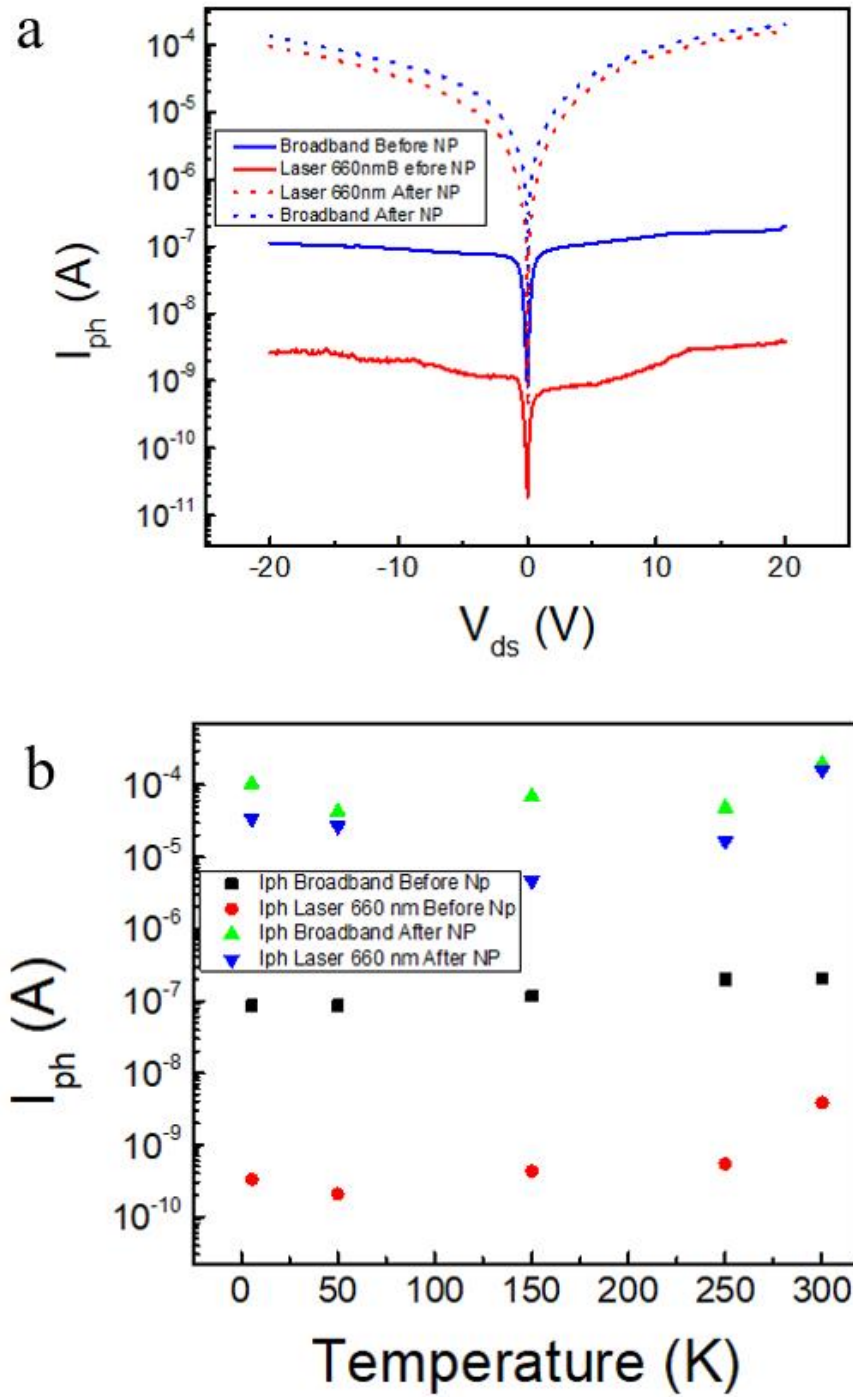 a
10⁻⁴
10⁻⁵
10⁻⁶
10⁻⁷
10⁻⁸
10⁻⁹
10⁻¹⁰
10⁻¹¹
I_ph (A)
Broadband Before NP
Laser 660nmB efore NP
Laser 660nm After NP
Broadband After NP
-20 -10 0 10 20
V_ds (V)
b
10⁻⁴
10⁻⁵
10⁻⁶
10⁻⁷
10⁻⁸
10⁻⁹
10⁻¹⁰
I_ph (A)
Iph Broadband Before Np
Iph Laser 660 nm Before Np
Iph Broadband After NP
Iph Laser 660 nm After NP
0 50 100 150 200 250 300
Temperature (K)